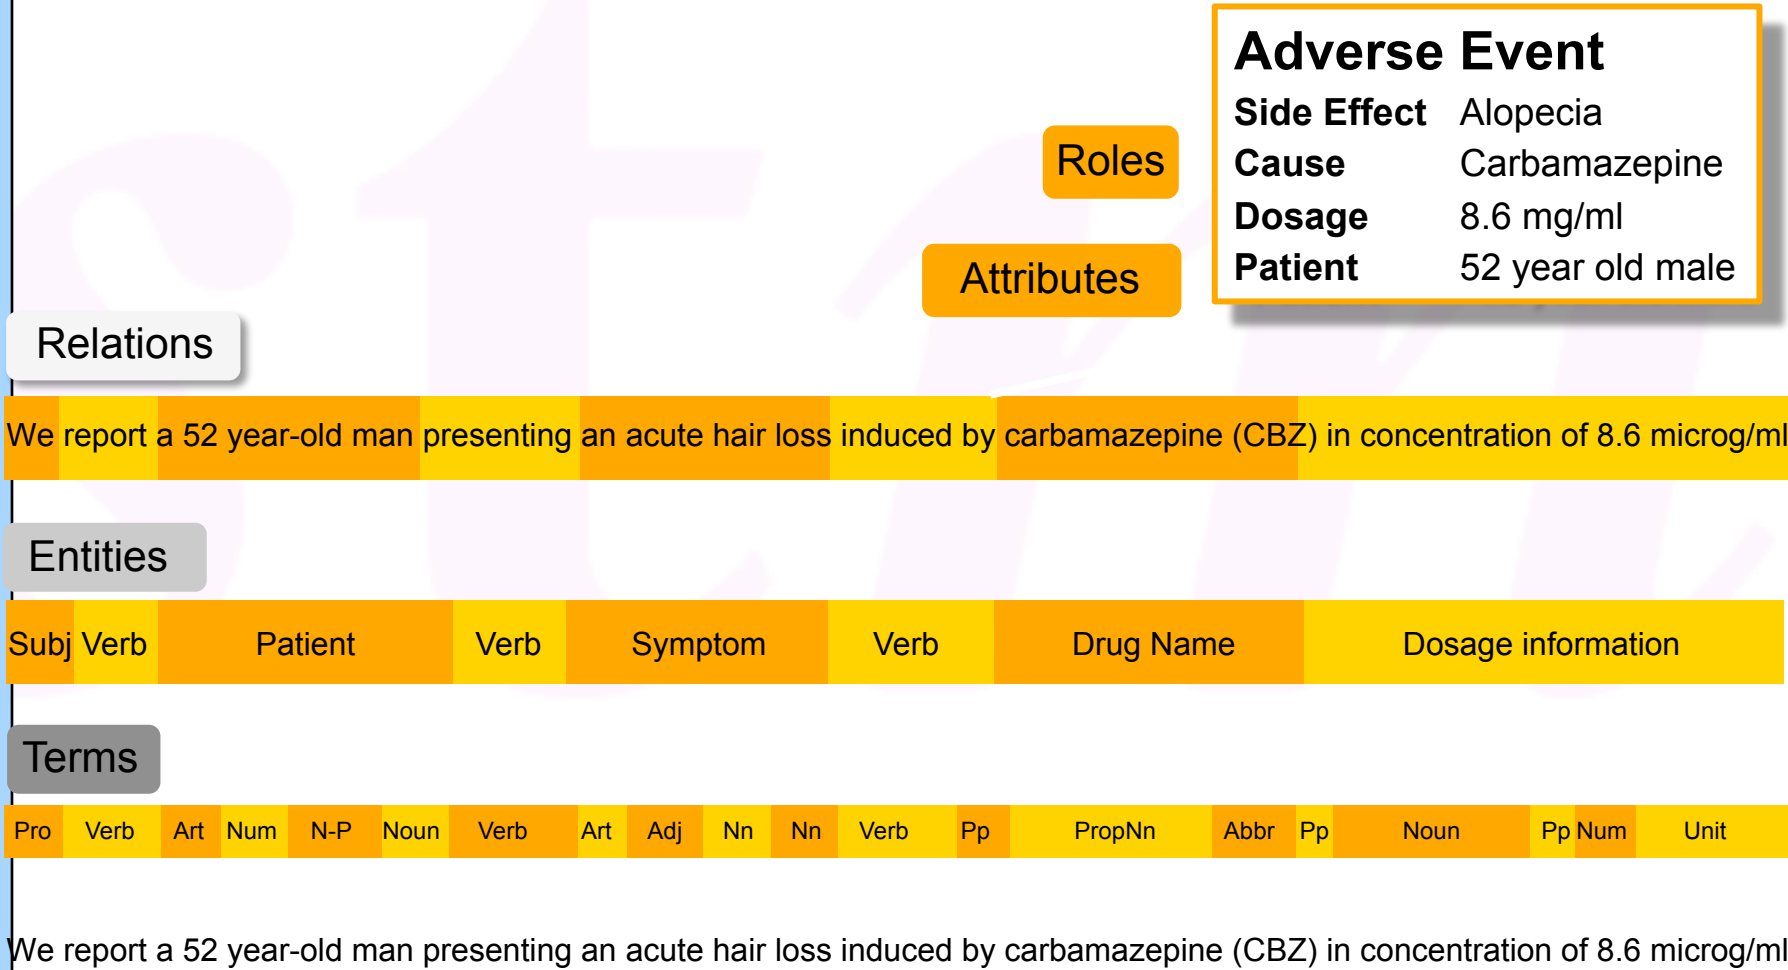 Adverse Event
Side Effect Alopecia
Cause Carbamazepine
Dosage 8.6 mg/ml
Patient 52 year old male
Roles
Attributes
Relations
We report a 52 year-old man presenting an acute hair loss induced by carbamazepine (CBZ) in concentration of 8.6 microg/ml
Entities
Subj Verb Patient Verb Symptom Verb Drug Name Dosage information
Terms
Pro Verb Art Num N-P Noun Verb Art Adj Nn Nn Verb Pp PropNn Abbr Pp Noun Pp Num Unit
We report a 52 year-old man presenting an acute hair loss induced by carbamazepine (CBZ) in concentration of 8.6 microg/ml